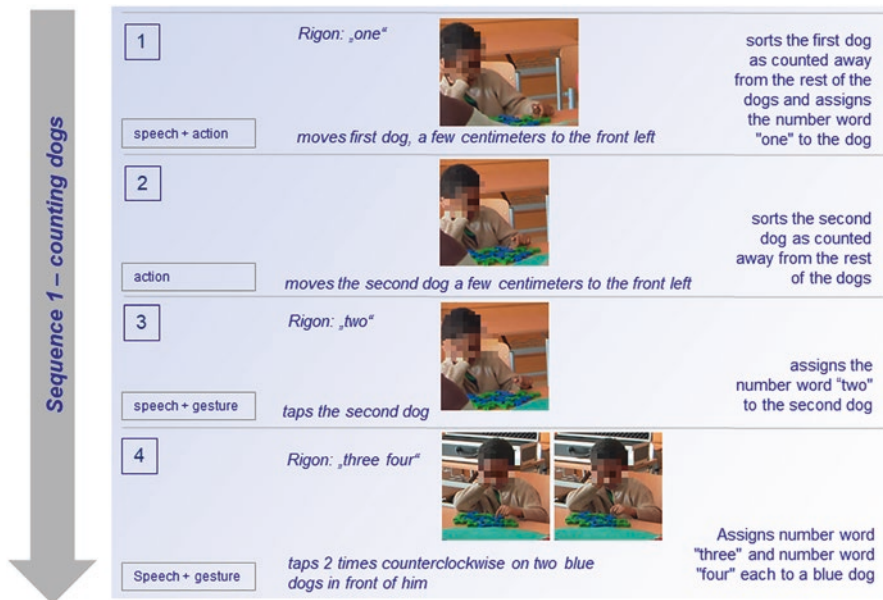 Sequence 1 – counting dogs
1
Rigon: „one“
speech + action
moves first dog, a few centimeters to the front left
sorts the first dog
as counted away
from the rest of the
dogs and assigns
the number word
"one" to the dog
2
action
moves the second dog a few centimeters to the front left
sorts the second
dog as counted
away from the rest
of the dogs
3
Rigon: „two“
speech + gesture
taps the second dog
assigns the
number word “two”
to the second dog
4
Rigon: „three four“
Speech + gesture
taps 2 times counterclockwise on two blue
dogs in front of him
Assigns number word
"three" and number word
"four" each to a blue dog